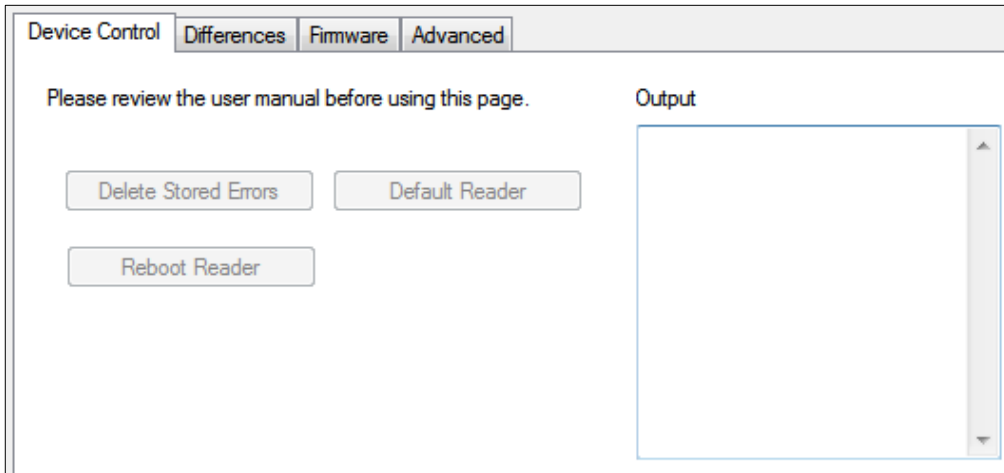 Device Control Differences Firmware Advanced
Please review the user manual before using this page. Output
Delete Stored Errors Default Reader
Reboot Reader